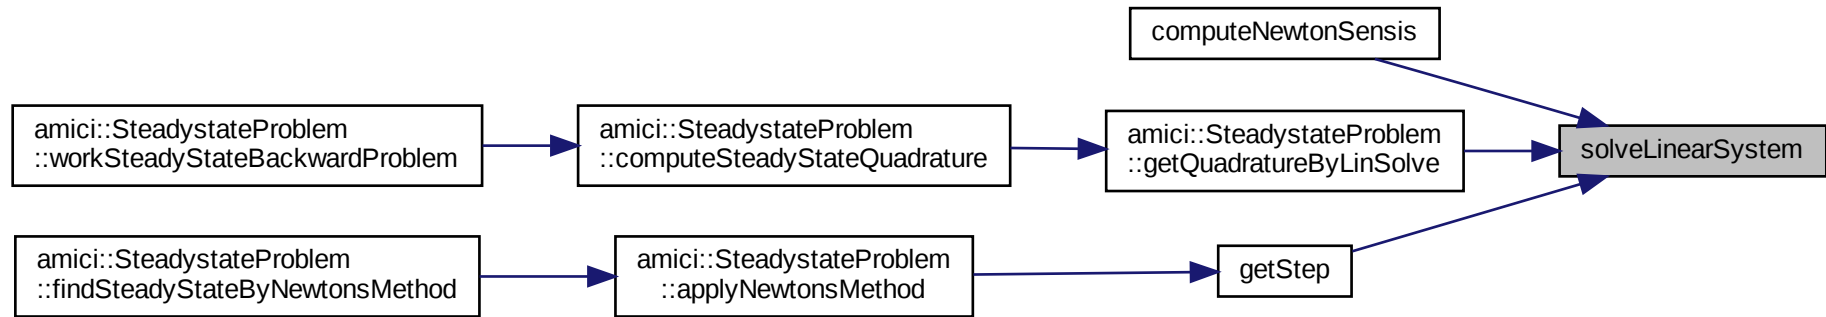 computeNewtonSensis
amici::SteadystateProblem
::workSteadyStateBackwardProblem
amici::SteadystateProblem
::computeSteadyStateQuadrature
amici::SteadystateProblem
::getQuadratureByLinSolve
solveLinearSystem
amici::SteadystateProblem
::findSteadyStateByNewtonsMethod
amici::SteadystateProblem
::applyNewtonsMethod
getStep